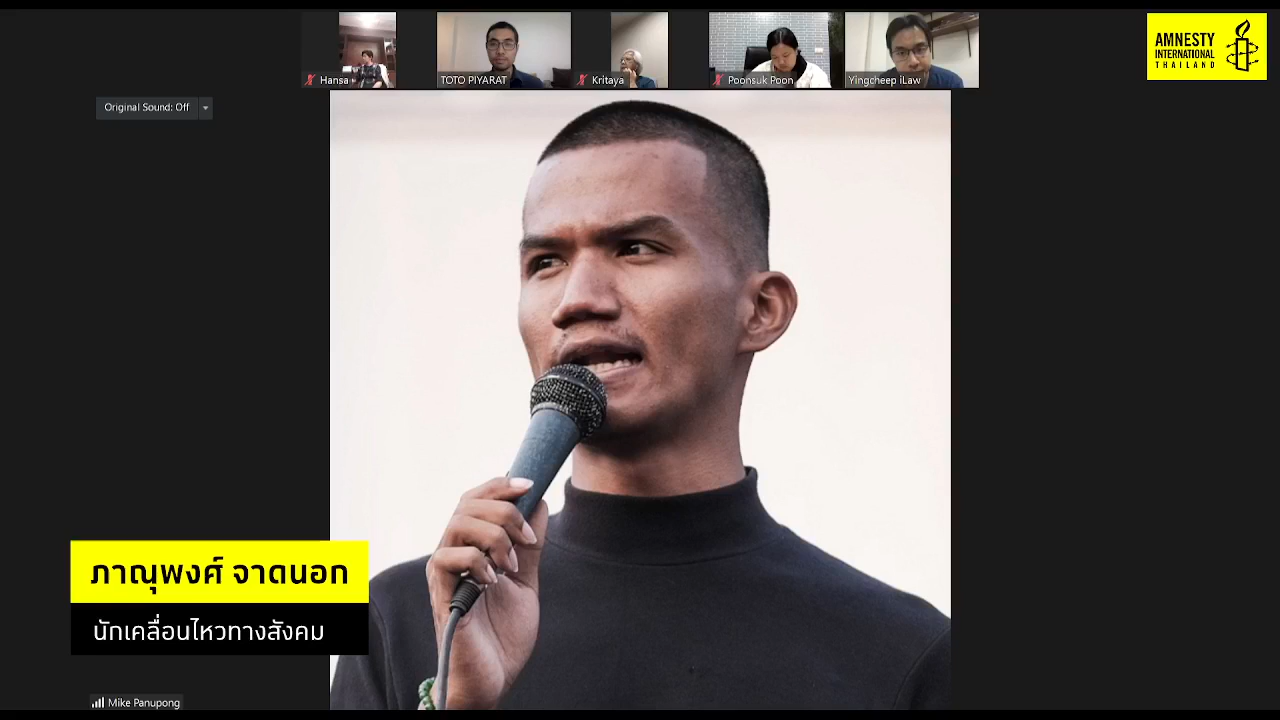 Hansa
TOTO PIYARAT
Kritaya
Poonsuk Poon
Yingcheep iLaw
AMNESTY
INTERNATIONAL
THAILAND
Original Sound: Off
ภาณุพงศ์ จาดนอก
นักเคลื่อนไหวทางสังคม
Mike Panupong